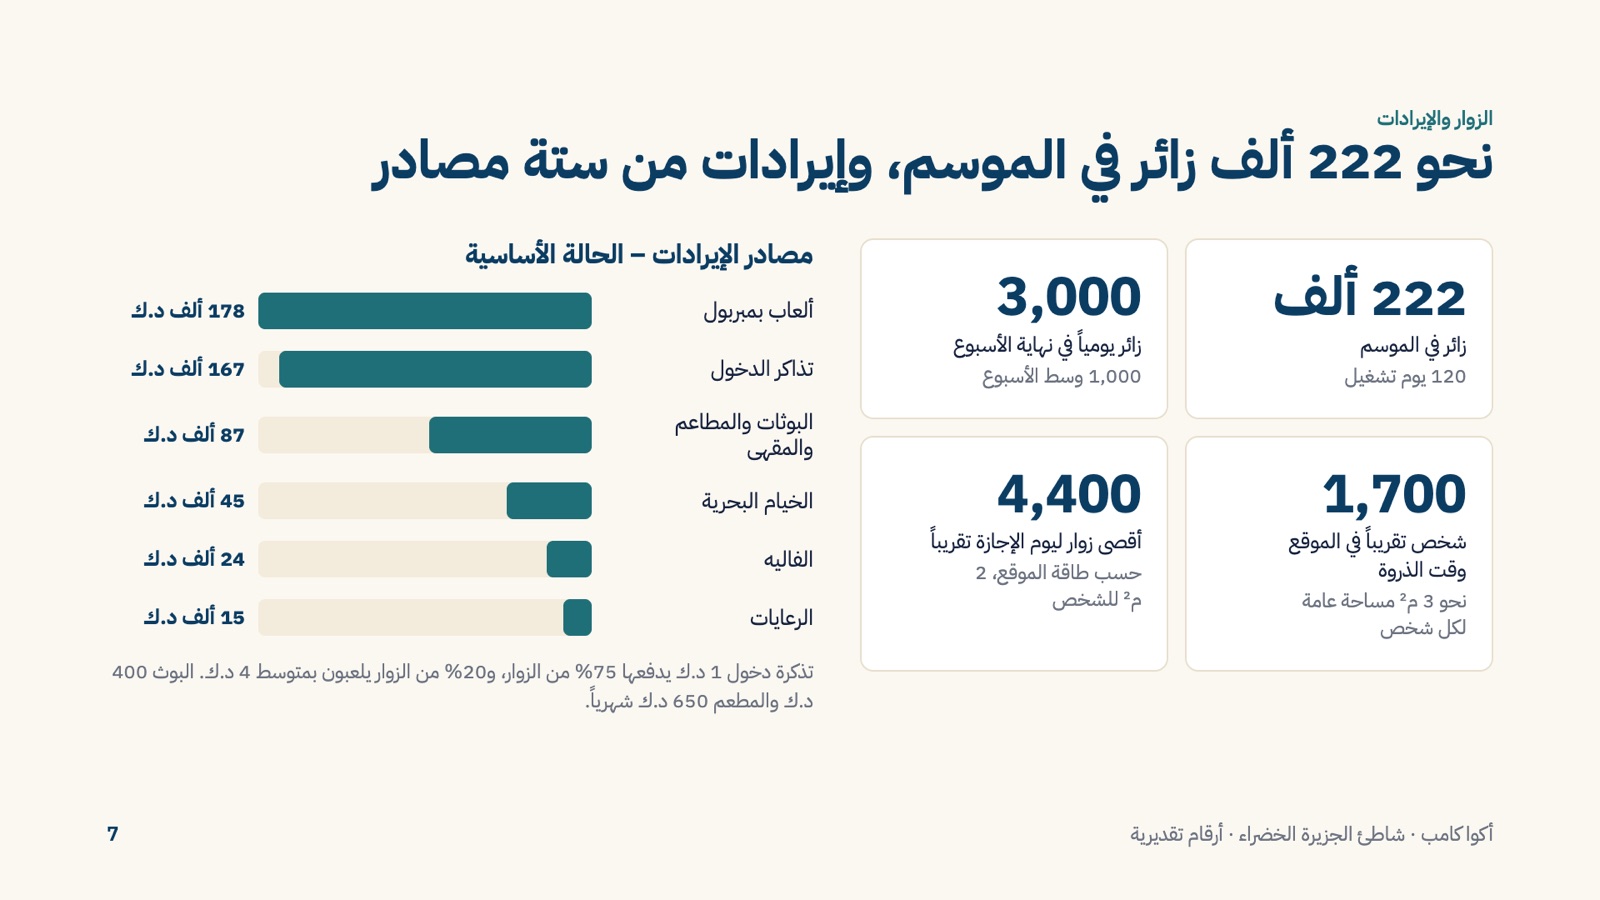 الزوار والإيرادات
نحو 222 ألف زائر في الموسم، وإيرادات من ستة مصادر
222 ألف
زائر في الموسم
120 يوم تشغيل
3,000
زائر يومياً في نهاية الأسبوع
1,000 وسط الأسبوع
1,700
شخص تقريباً في الموقع
وقت الذروة
نحو 3 م² مساحة عامة
لكل شخص
4,400
أقصى زوار ليوم الإجازة تقريباً
حسب طاقة الموقع، 2
م² للشخص
مصادر الإيرادات – الحالة الأساسية
ألعاب بمبربول 178 ألف د.ك
تذاكر الدخول 167 ألف د.ك
البوثات والمطاعم
والمقهى 87 ألف د.ك
الخيام البحرية 45 ألف د.ك
الفاليه 24 ألف د.ك
الرعايات 15 ألف د.ك
تذكرة دخول 1 د.ك يدفعها 75% من الزوار، و20% من الزوار يلعبون بمتوسط 4 د.ك. البوث 400
د.ك والمطعم 650 د.ك شهرياً.
أكوا كامب · شاطئ الجزيرة الخضراء · أرقام تقديرية
7